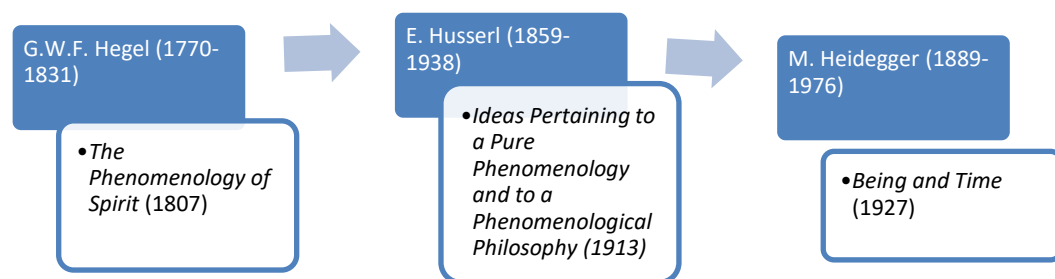 G.W.F. Hegel (1770-
1831)
•The
Phenomenology of
Spirit (1807)
E. Husserl (1859-
1938)
•Ideas Pertaining to
a Pure
Phenomenology
and to a
Phenomenological
Philosophy (1913)
M. Heidegger (1889-
1976)
•Being and Time
(1927)